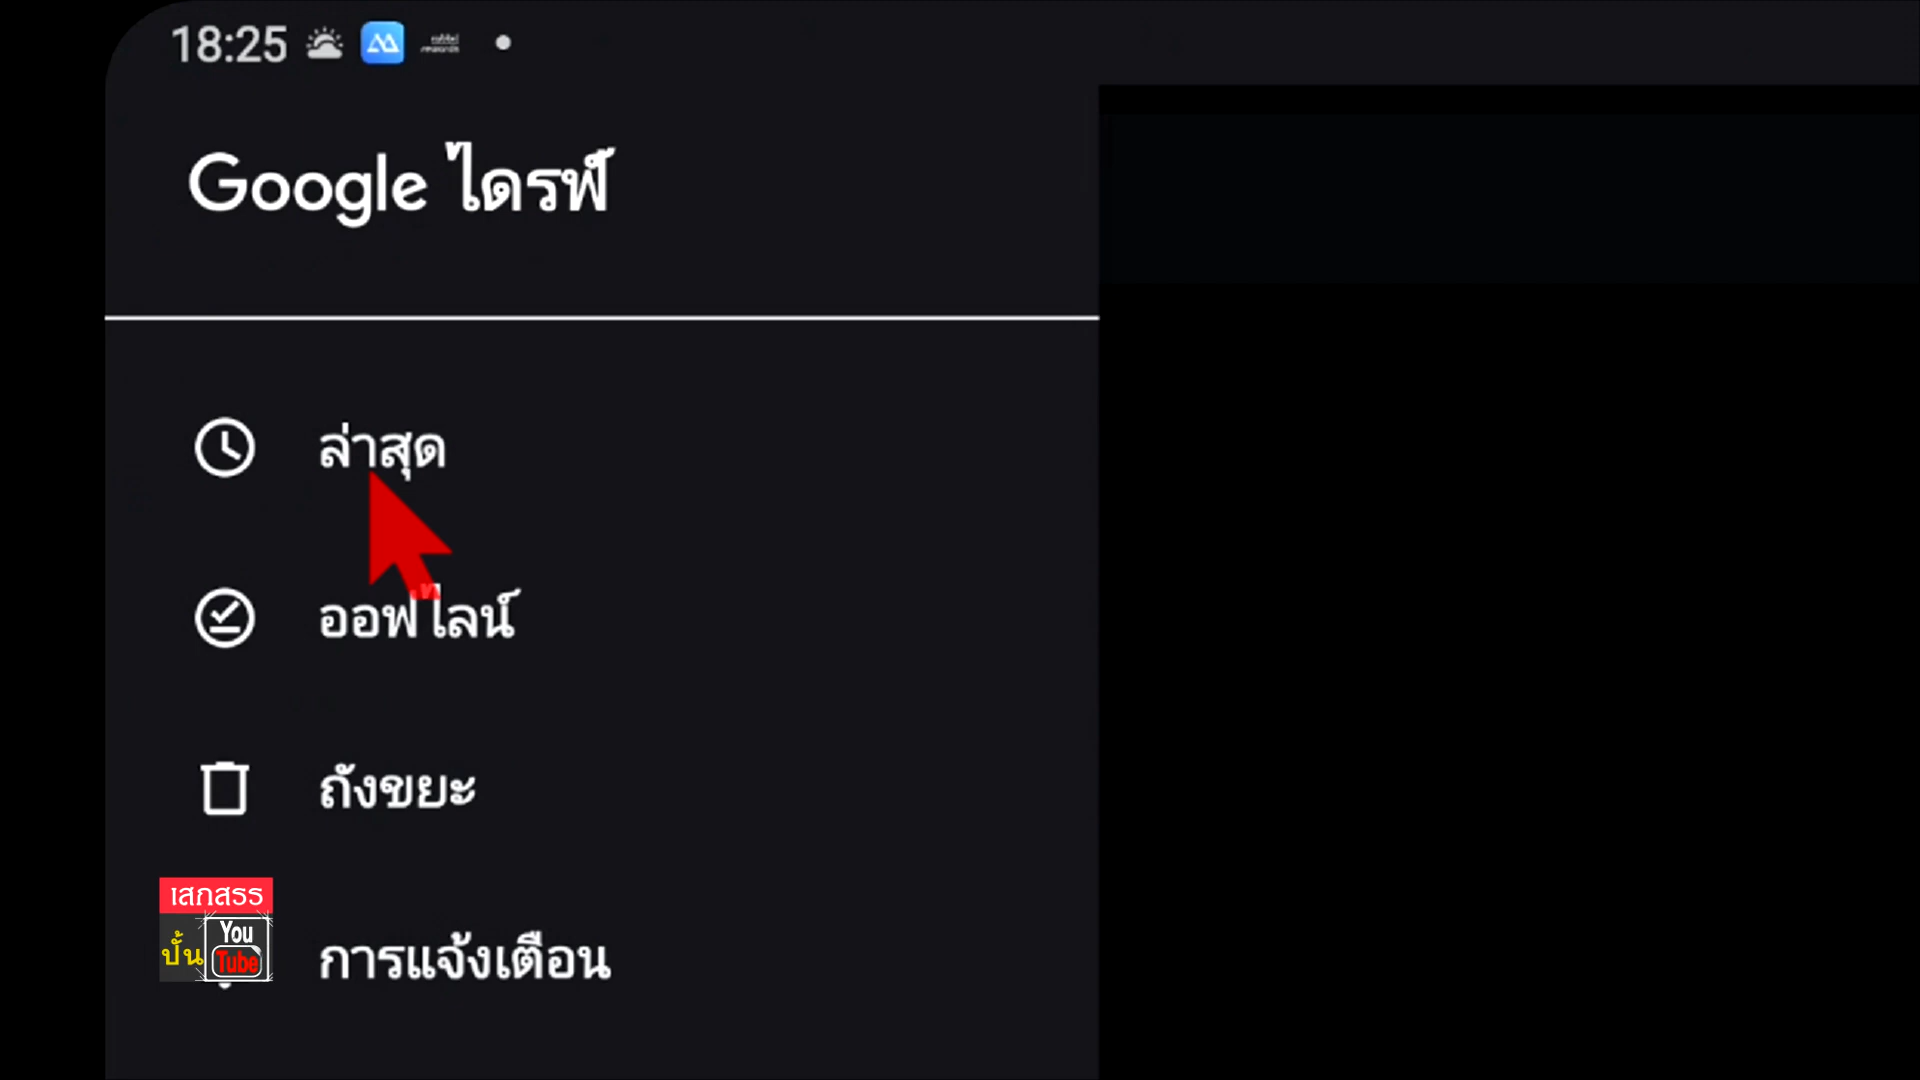 18:25
Google ไดรฟ์
ล่าสุด
ออฟไลน์
ถังขยะ
การแจ้งเตือน
เสกสรร
ปั้น
You
Tube